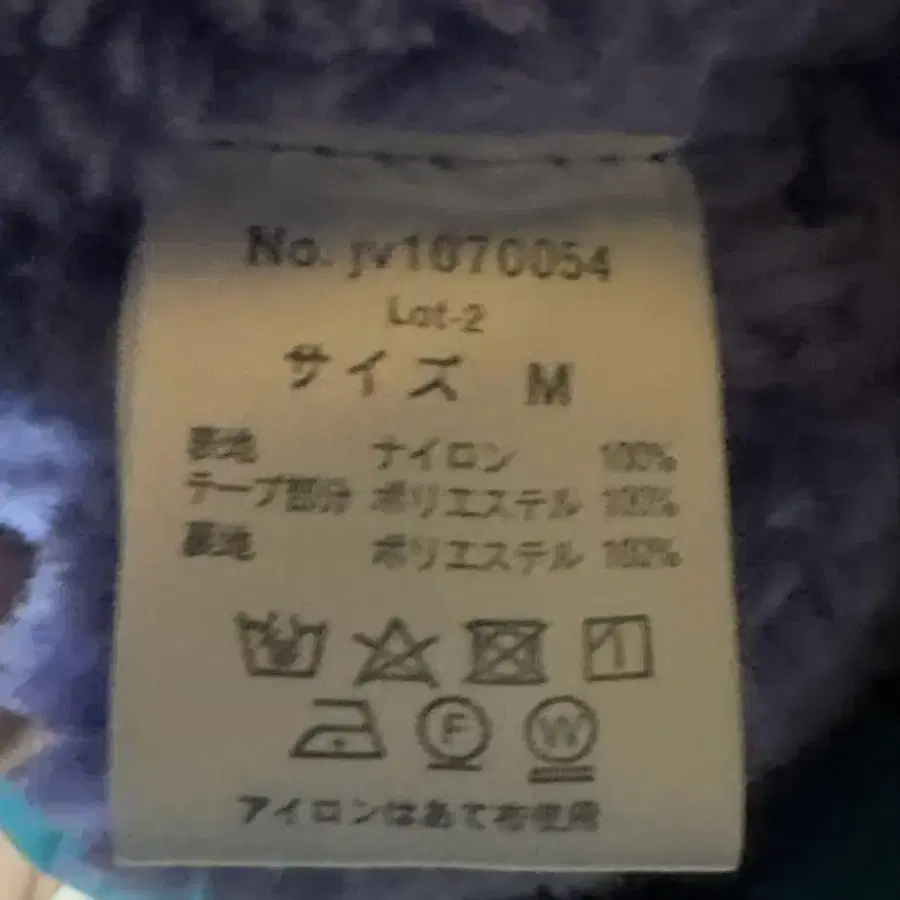 No. jv1070054
Lot-2
サイズ M
表地 ナイロン 100%
テープ部分 ポリエステル 100%
裏地 ポリエステル 100%
F W
アイロンはあて布使用